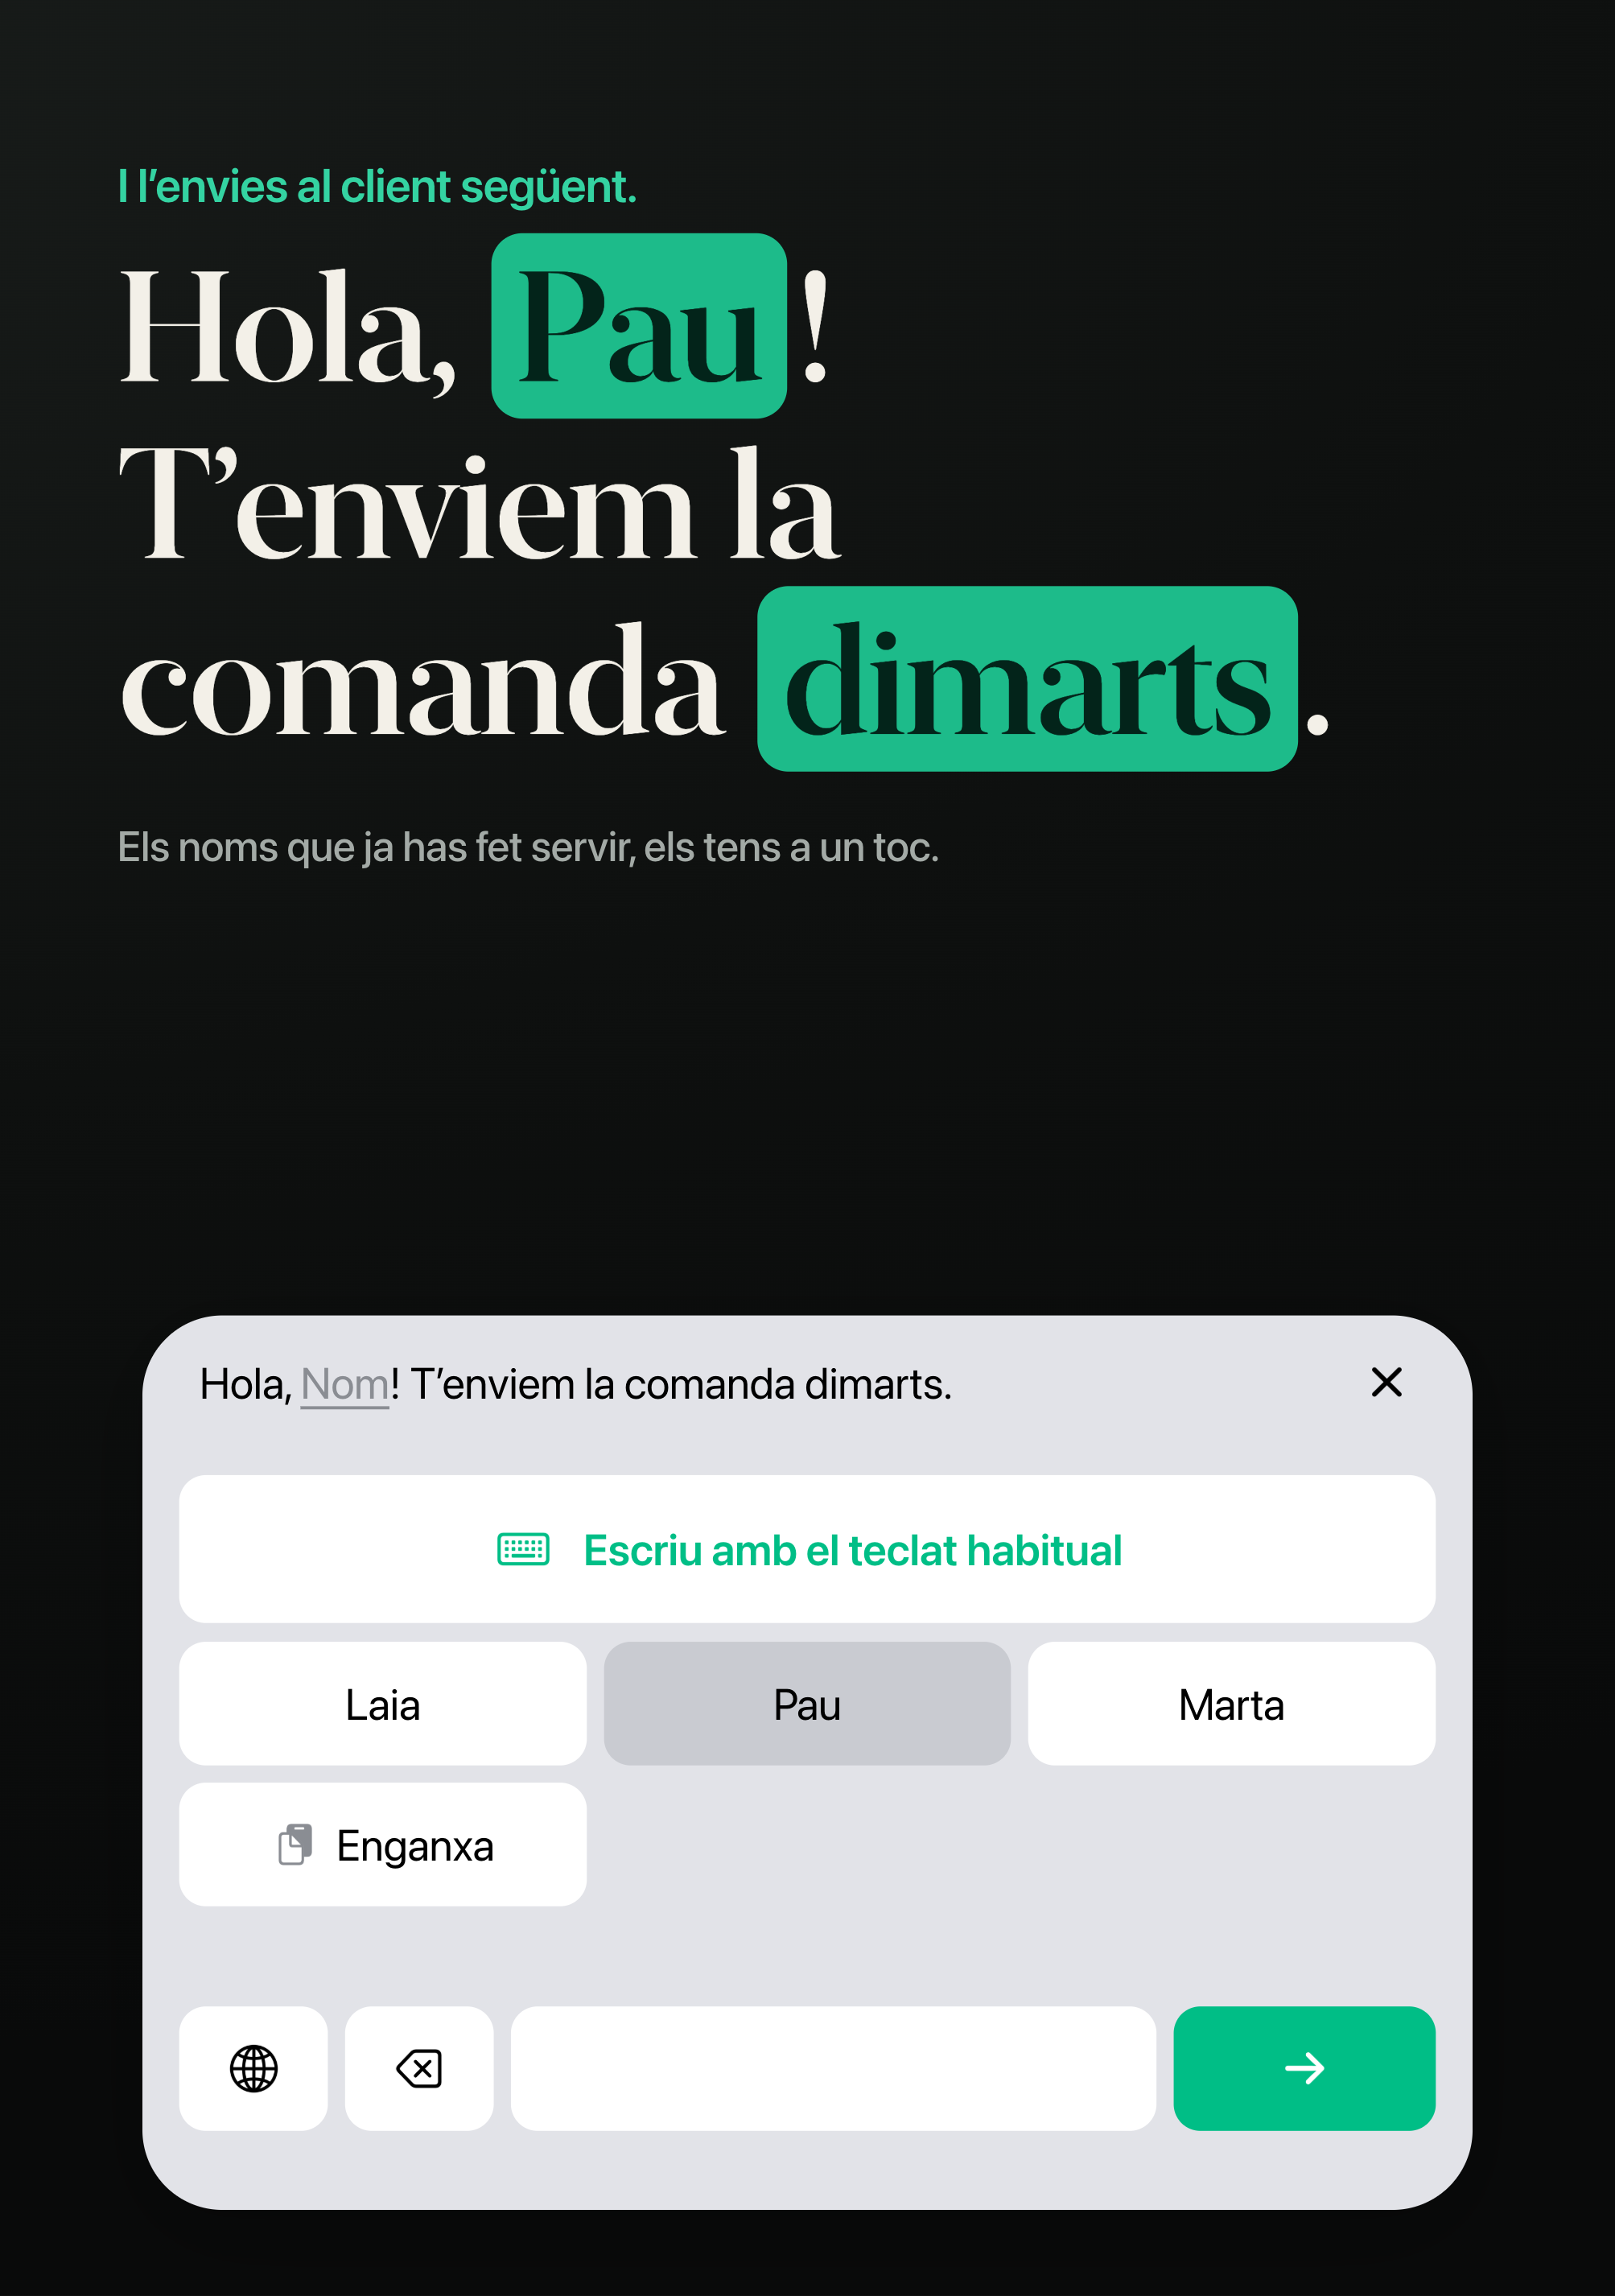 I l’envies al client següent.
Hola, Pau!
T’enviem la
comanda dimarts.
Els noms que ja has fet servir, els tens a un toc.
Hola, Nom! T’enviem la comanda dimarts.
Escriu amb el teclat habitual
Laia
Pau
Marta
Enganxa